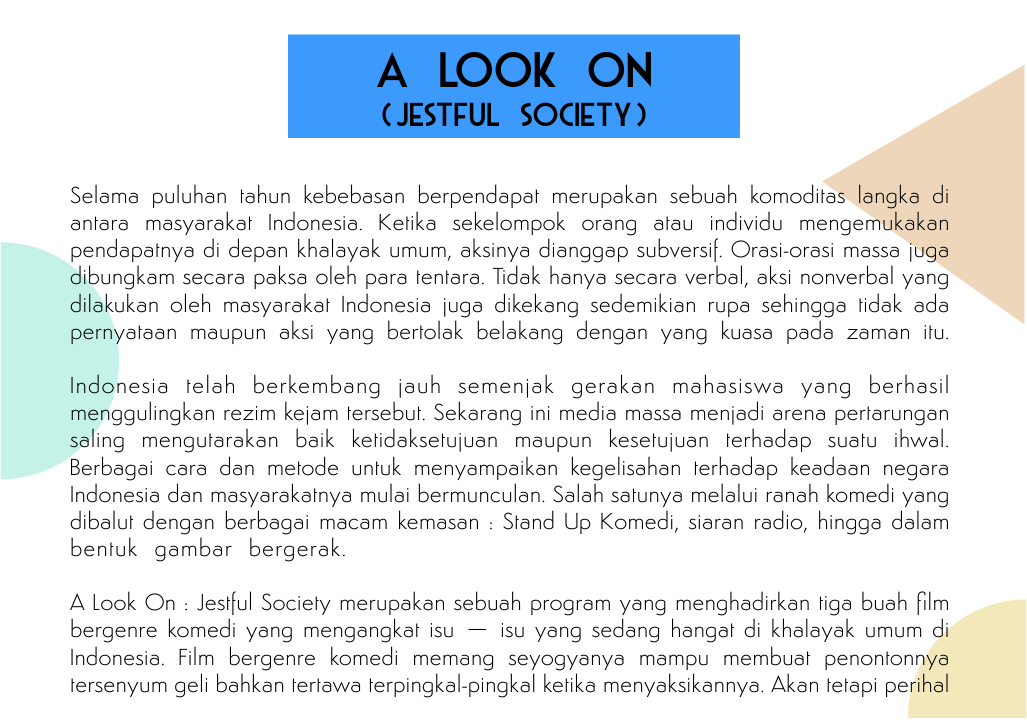 A LOOK ON
(JESTFUL SOCIETY)
Selama puluhan tahun kebebasan berpendapat merupakan sebuah komoditas langka di
antara masyarakat Indonesia. Ketika sekelompok orang atau individu mengemukakan
pendapatnya di depan khalayak umum, aksinya dianggap subversif. Orasi-orasi massa juga
dibungkam secara paksa oleh para tentara. Tidak hanya secara verbal, aksi nonverbal yang
dilakukan oleh masyarakat Indonesia juga dikekang sedemikian rupa sehingga tidak ada
pernyataan maupun aksi yang bertolak belakang dengan yang kuasa pada zaman itu.
Indonesia telah berkembang jauh semenjak gerakan mahasiswa yang berhasil
menggulingkan rezim kejam tersebut. Sekarang ini media massa menjadi arena pertarungan
saling mengutarakan baik ketidaksetujuan maupun kesetujuan terhadap suatu ihwal.
Berbagai cara dan metode untuk menyampaikan kegelisahan terhadap keadaan negara
Indonesia dan masyarakatnya mulai bermunculan. Salah satunya melalui ranah komedi yang
dibalut dengan berbagai macam kemasan : Stand Up Komedi, siaran radio, hingga dalam
bentuk gambar bergerak.
A Look On : Jestful Society merupakan sebuah program yang menghadirkan tiga buah film
bergenre komedi yang mengangkat isu — isu yang sedang hangat di khalayak umum di
Indonesia. Film bergenre komedi memang seyogyanya mampu membuat penontonnya
tersenyum geli bahkan tertawa terpingkal-pingkal ketika menyaksikannya. Akan tetapi perihal